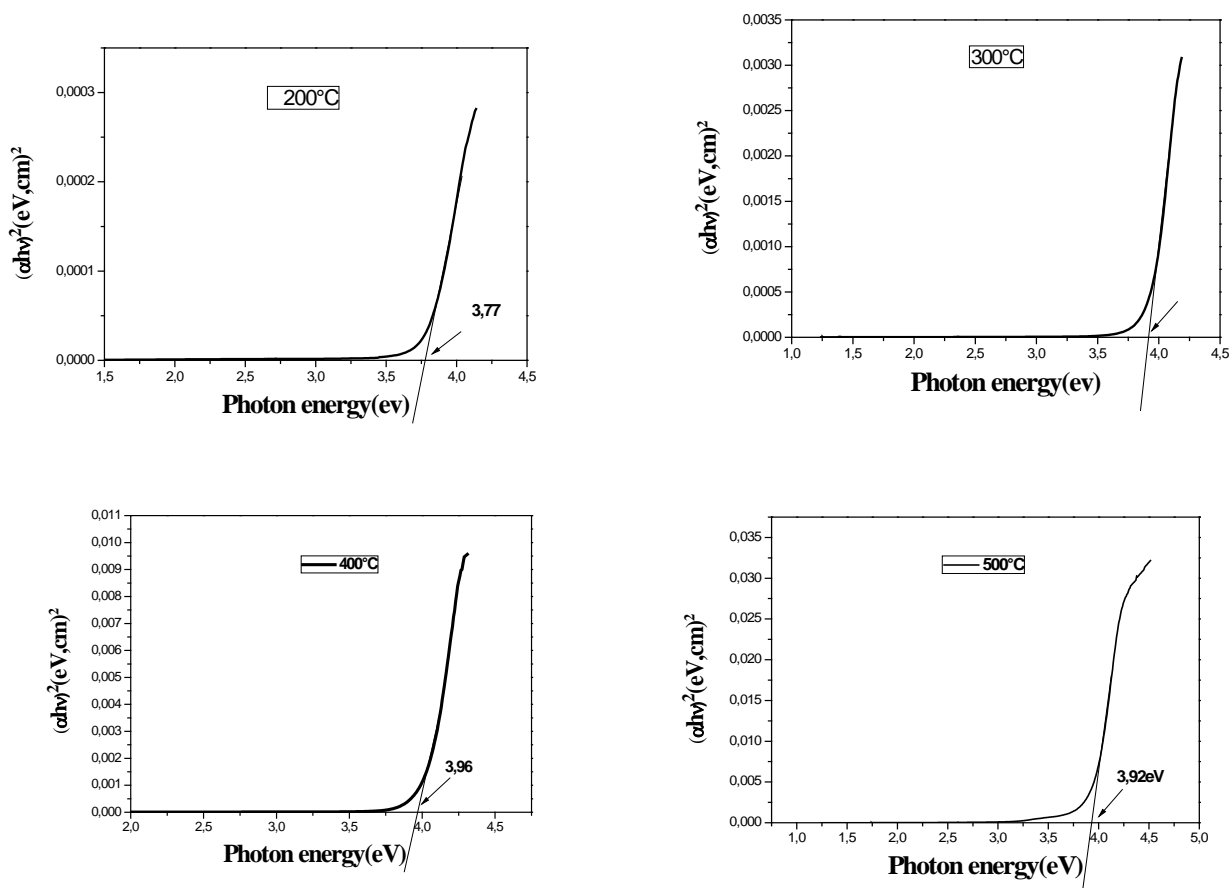 200°C
(αhν)²(eV,cm)²
0,0003
0,0002
0,0001
0,0000
3,77
1,5 2,0 2,5 3,0 3,5 4,0 4,5
Photon energy(ev)
300°C
(αhν)²(eV,cm)²
0,0035
0,0030
0,0025
0,0020
0,0015
0,0010
0,0005
0,0000
1,0 1,5 2,0 2,5 3,0 3,5 4,0 4,5
Photon energy(ev)
400°C
(αhν)²(eV,cm)²
0,011
0,010
0,009
0,008
0,007
0,006
0,005
0,004
0,003
0,002
0,001
0,000
3,96
2,0 2,5 3,0 3,5 4,0 4,5
Photon energy(eV)
500°C
(αhν)²(eV,cm)²
0,035
0,030
0,025
0,020
0,015
0,010
0,005
0,000
3,92eV
1,0 1,5 2,0 2,5 3,0 3,5 4,0 4,5 5,0
Photon energy(eV)